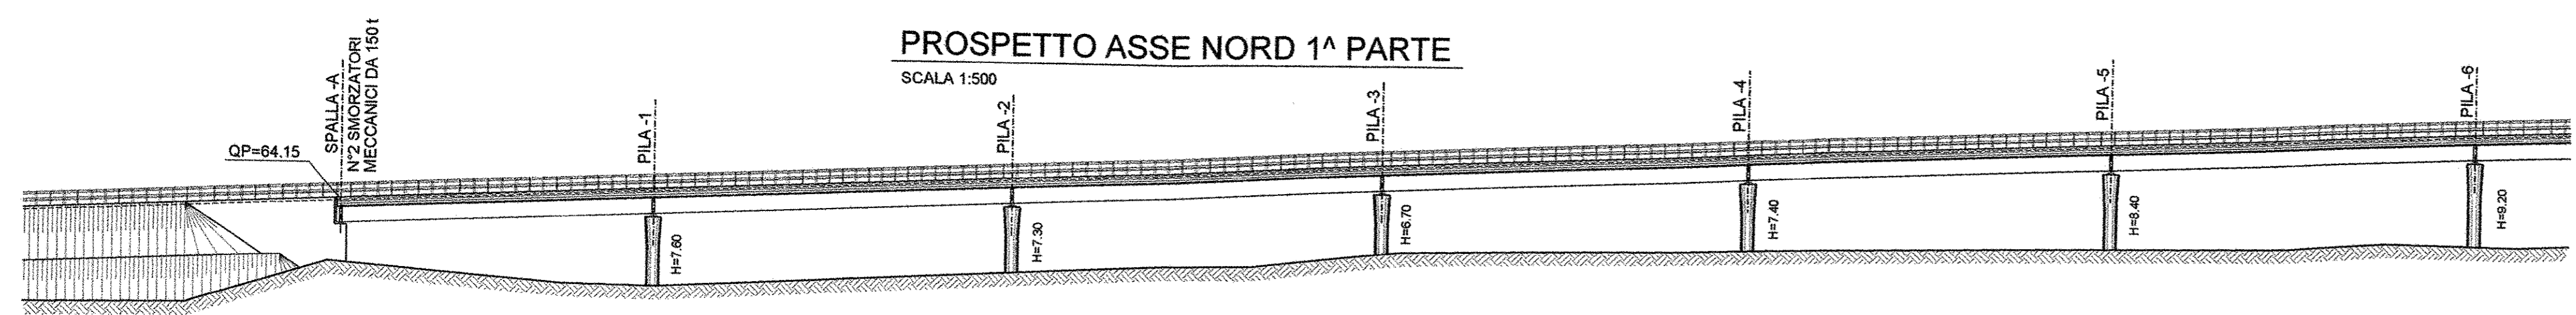 PROSPETTO ASSE NORD 1^ PARTE
SCALA 1:500
QP=64.15
SPALLA -A
N°2 SMORZATORI
MECCANICI DA 150 t
PILA -1
H=7.60
PILA -2
H=7.30
PILA -3
H=6.70
PILA -4
H=7.40
PILA -5
H=8.40
PILA -6
H=9.20